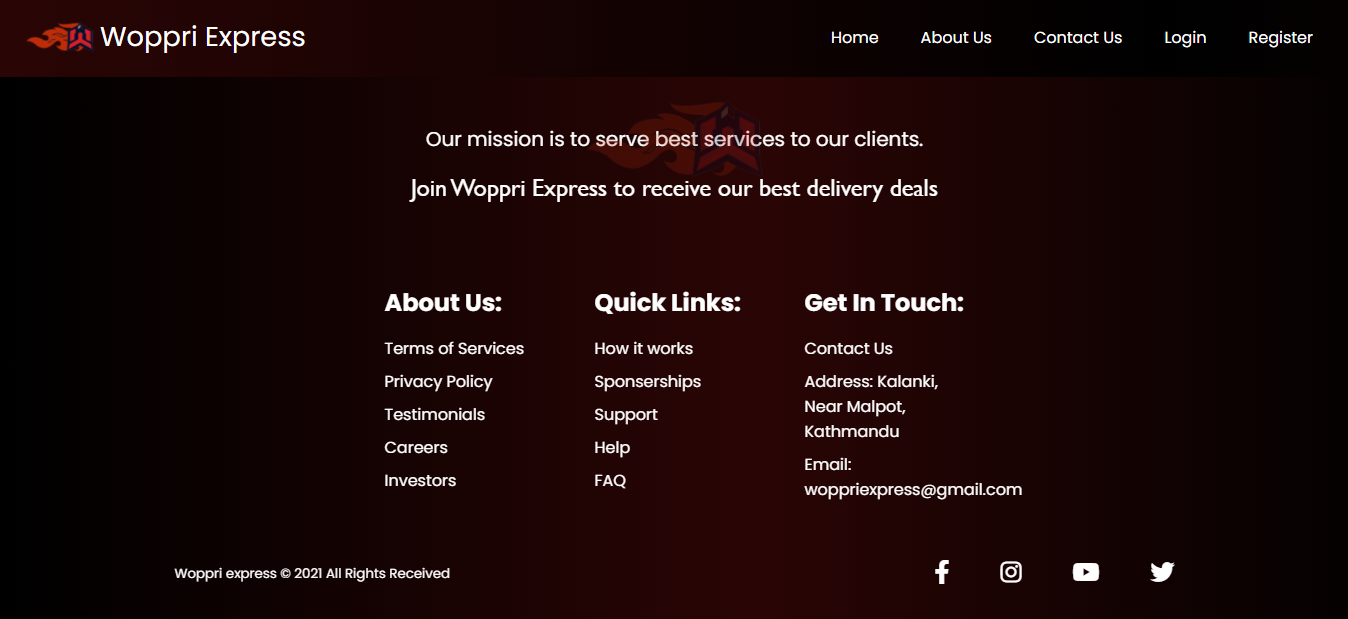 Woppri Express
Home About Us Contact Us Login Register
Our mission is to serve best services to our clients.
Join Woppri Express to receive our best delivery deals
About Us:
Terms of Services
Privacy Policy
Testimonials
Careers
Investors
Quick Links:
How it works
Sponserships
Support
Help
FAQ
Get In Touch:
Contact Us
Address: Kalanki,
Near Malpot,
Kathmandu
Email:
woppriexpress@gmail.com
Woppri express © 2021 All Rights Received